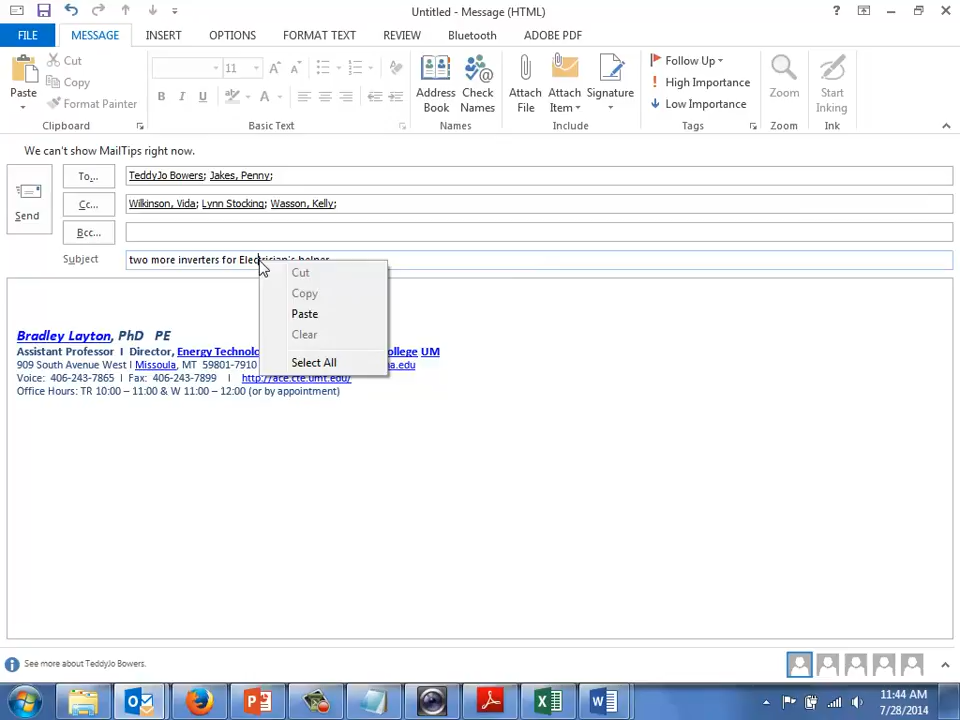 Untitled - Message (HTML)
?
FILE MESSAGE INSERT OPTIONS FORMAT TEXT REVIEW Bluetooth ADOBE PDF
Paste
Cut
Copy
Format Painter
Clipboard
11
B I U
Basic Text
Address Book
Check Names
Names
Attach File
Attach Item
Signature
Include
Follow Up
High Importance
Low Importance
Tags
Zoom
Zoom
Start Inking
Ink
We can't show MailTips right now.
Send
To... TeddyJo Bowers; Jakes, Penny;
Cc... Wilkinson, Vida; Lynn Stocking; Wasson, Kelly;
Bcc...
Subject two more inverters for Electrician's helper
Cut
Copy
Paste
Clear
Select All
Bradley Layton, PhD PE
Assistant Professor I Director, Energy Technolo ollege UM
909 South Avenue West I Missoula, MT 59801-7910 a.edu
Voice: 406-243-7865 I Fax: 406-243-7899 I http://ace.cte.umt.edu/
Office Hours: TR 10:00 – 11:00 & W 11:00 – 12:00 (or by appointment)
See more about TeddyJo Bowers.
11:44 AM
7/28/2014